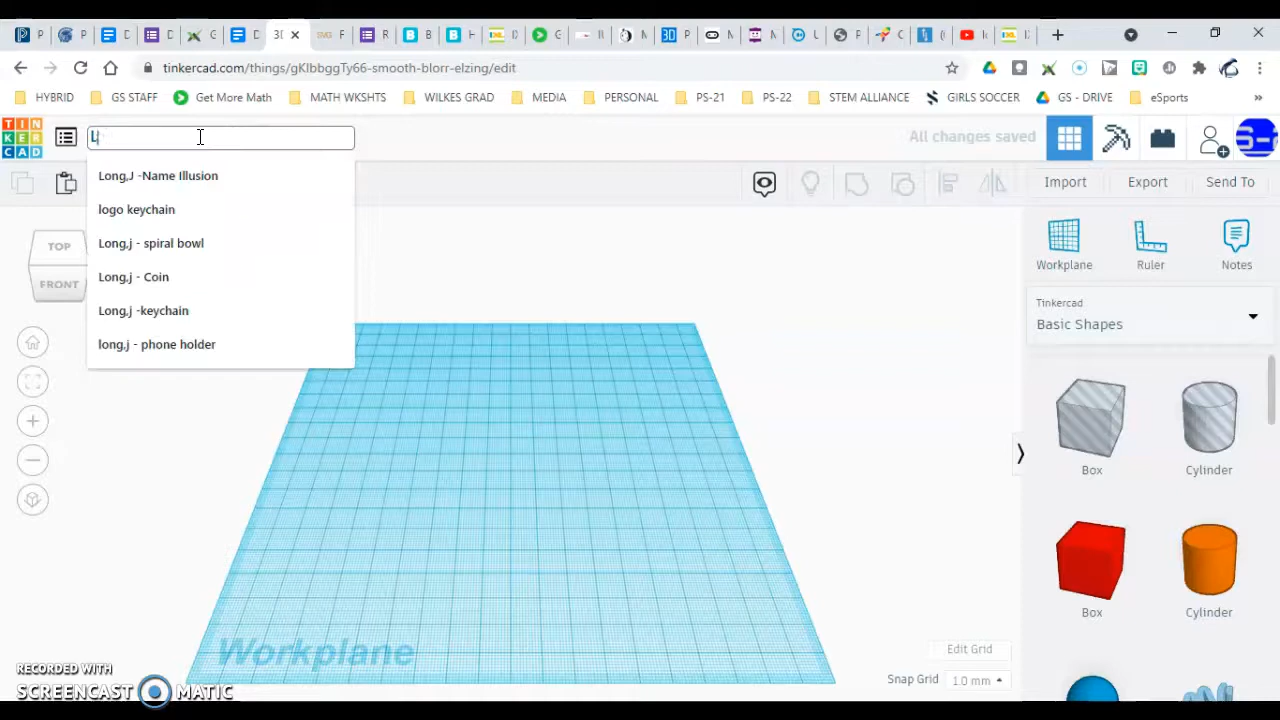 P P D D G D 3D F R B B D G I M P M M D L P C ( Ic D
tinkercad.com/things/gKlbbggTy66-smooth-blorr-elzing/edit
HYBRID GS STAFF Get More Math MATH WKSHTS WILKES GRAD MEDIA PERSONAL PS-21 PS-22 STEM ALLIANCE GIRLS SOCCER GS - DRIVE eSports »
TIN
KER
CAD
L
All changes saved
Long,J -Name Illusion
logo keychain
Long,j - spiral bowl
Long,j - Coin
Long,j -keychain
long,j - phone holder
Import Export Send To
TOP
FRONT
Workplane Ruler Notes
Tinkercad
Basic Shapes
Box Cylinder
Box Cylinder
Workplane
Edit Grid
Snap Grid 1.0 mm
RECORDED WITH
SCREENCAST MATIC